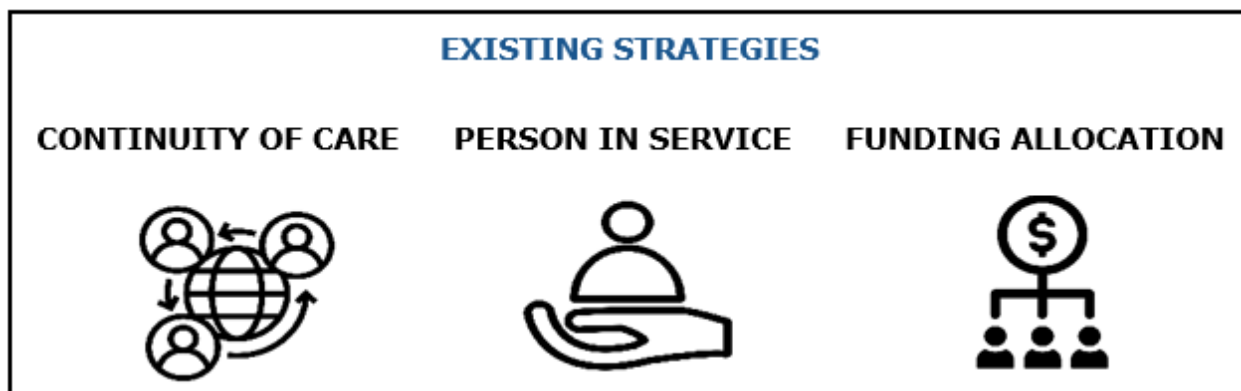 EXISTING STRATEGIES
CONTINUITY OF CARE PERSON IN SERVICE FUNDING ALLOCATION
$